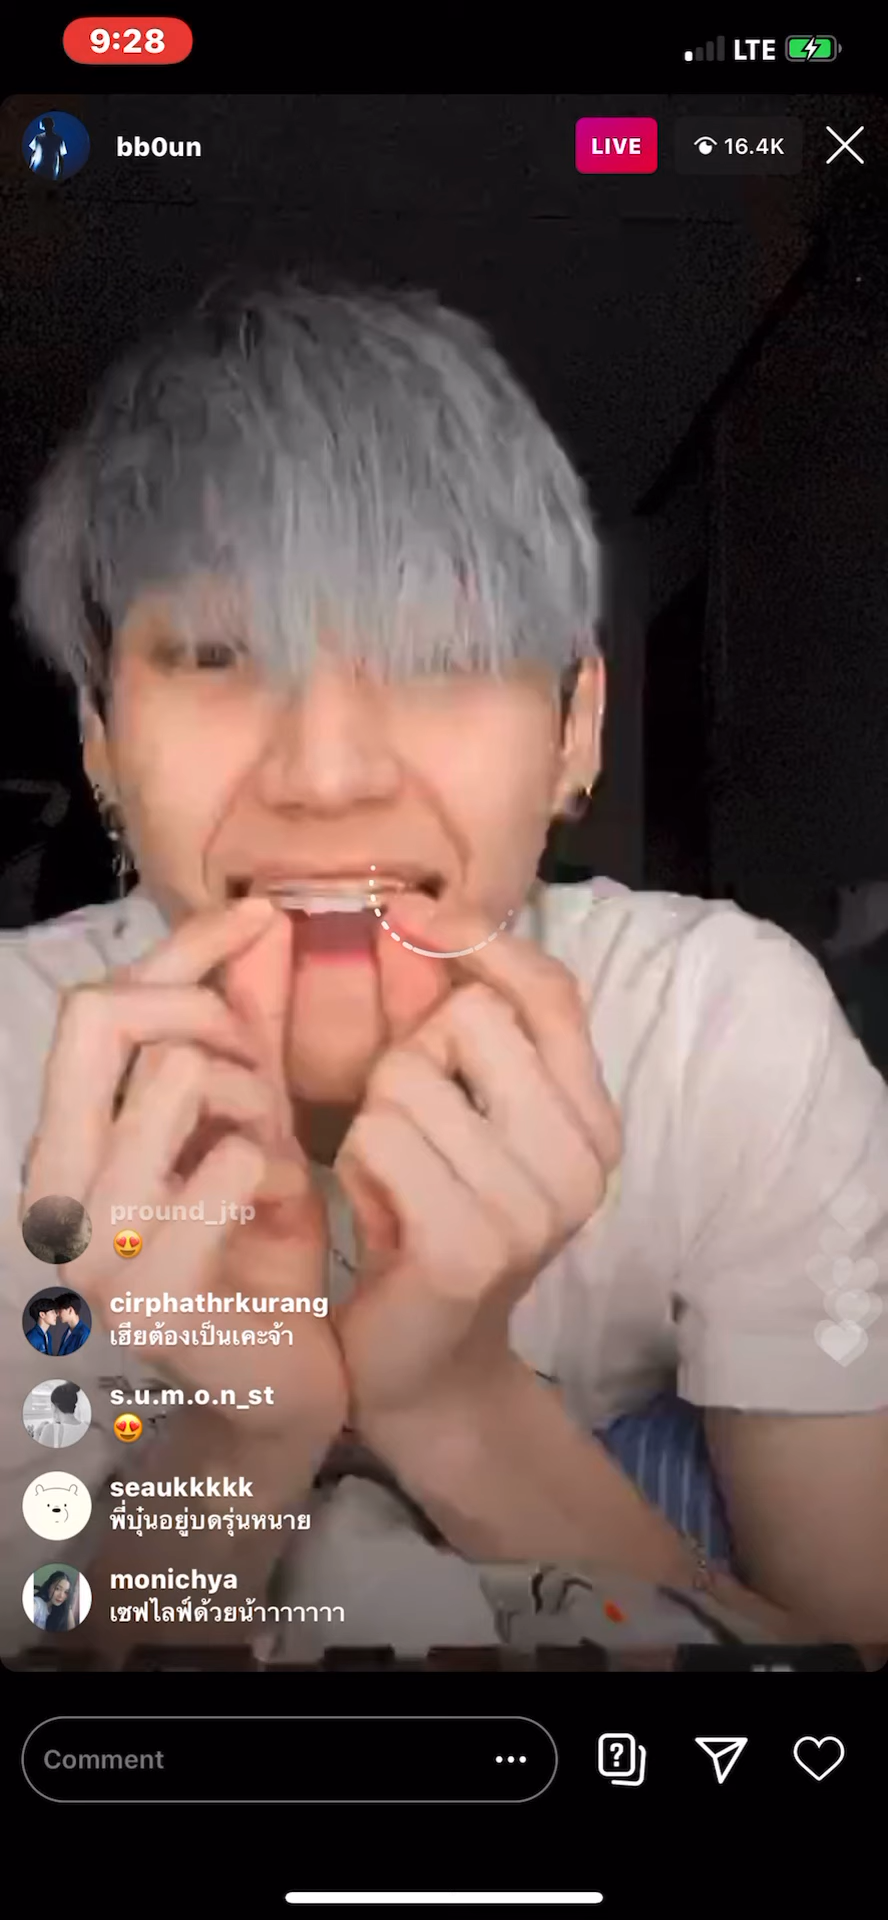 9:28
LTE
bb0un
LIVE
16.4K
pround_jtp
😍
cirphathrkurang
เฮียต้องเป็นเคะจ้า
s.u.m.o.n_st
😍
seaukkkkk
พี่บุ๋นอยู่บดรุ่นหนาย
monichya
เซฟไลฟ์ด้วยน้าาาาาาา
Comment